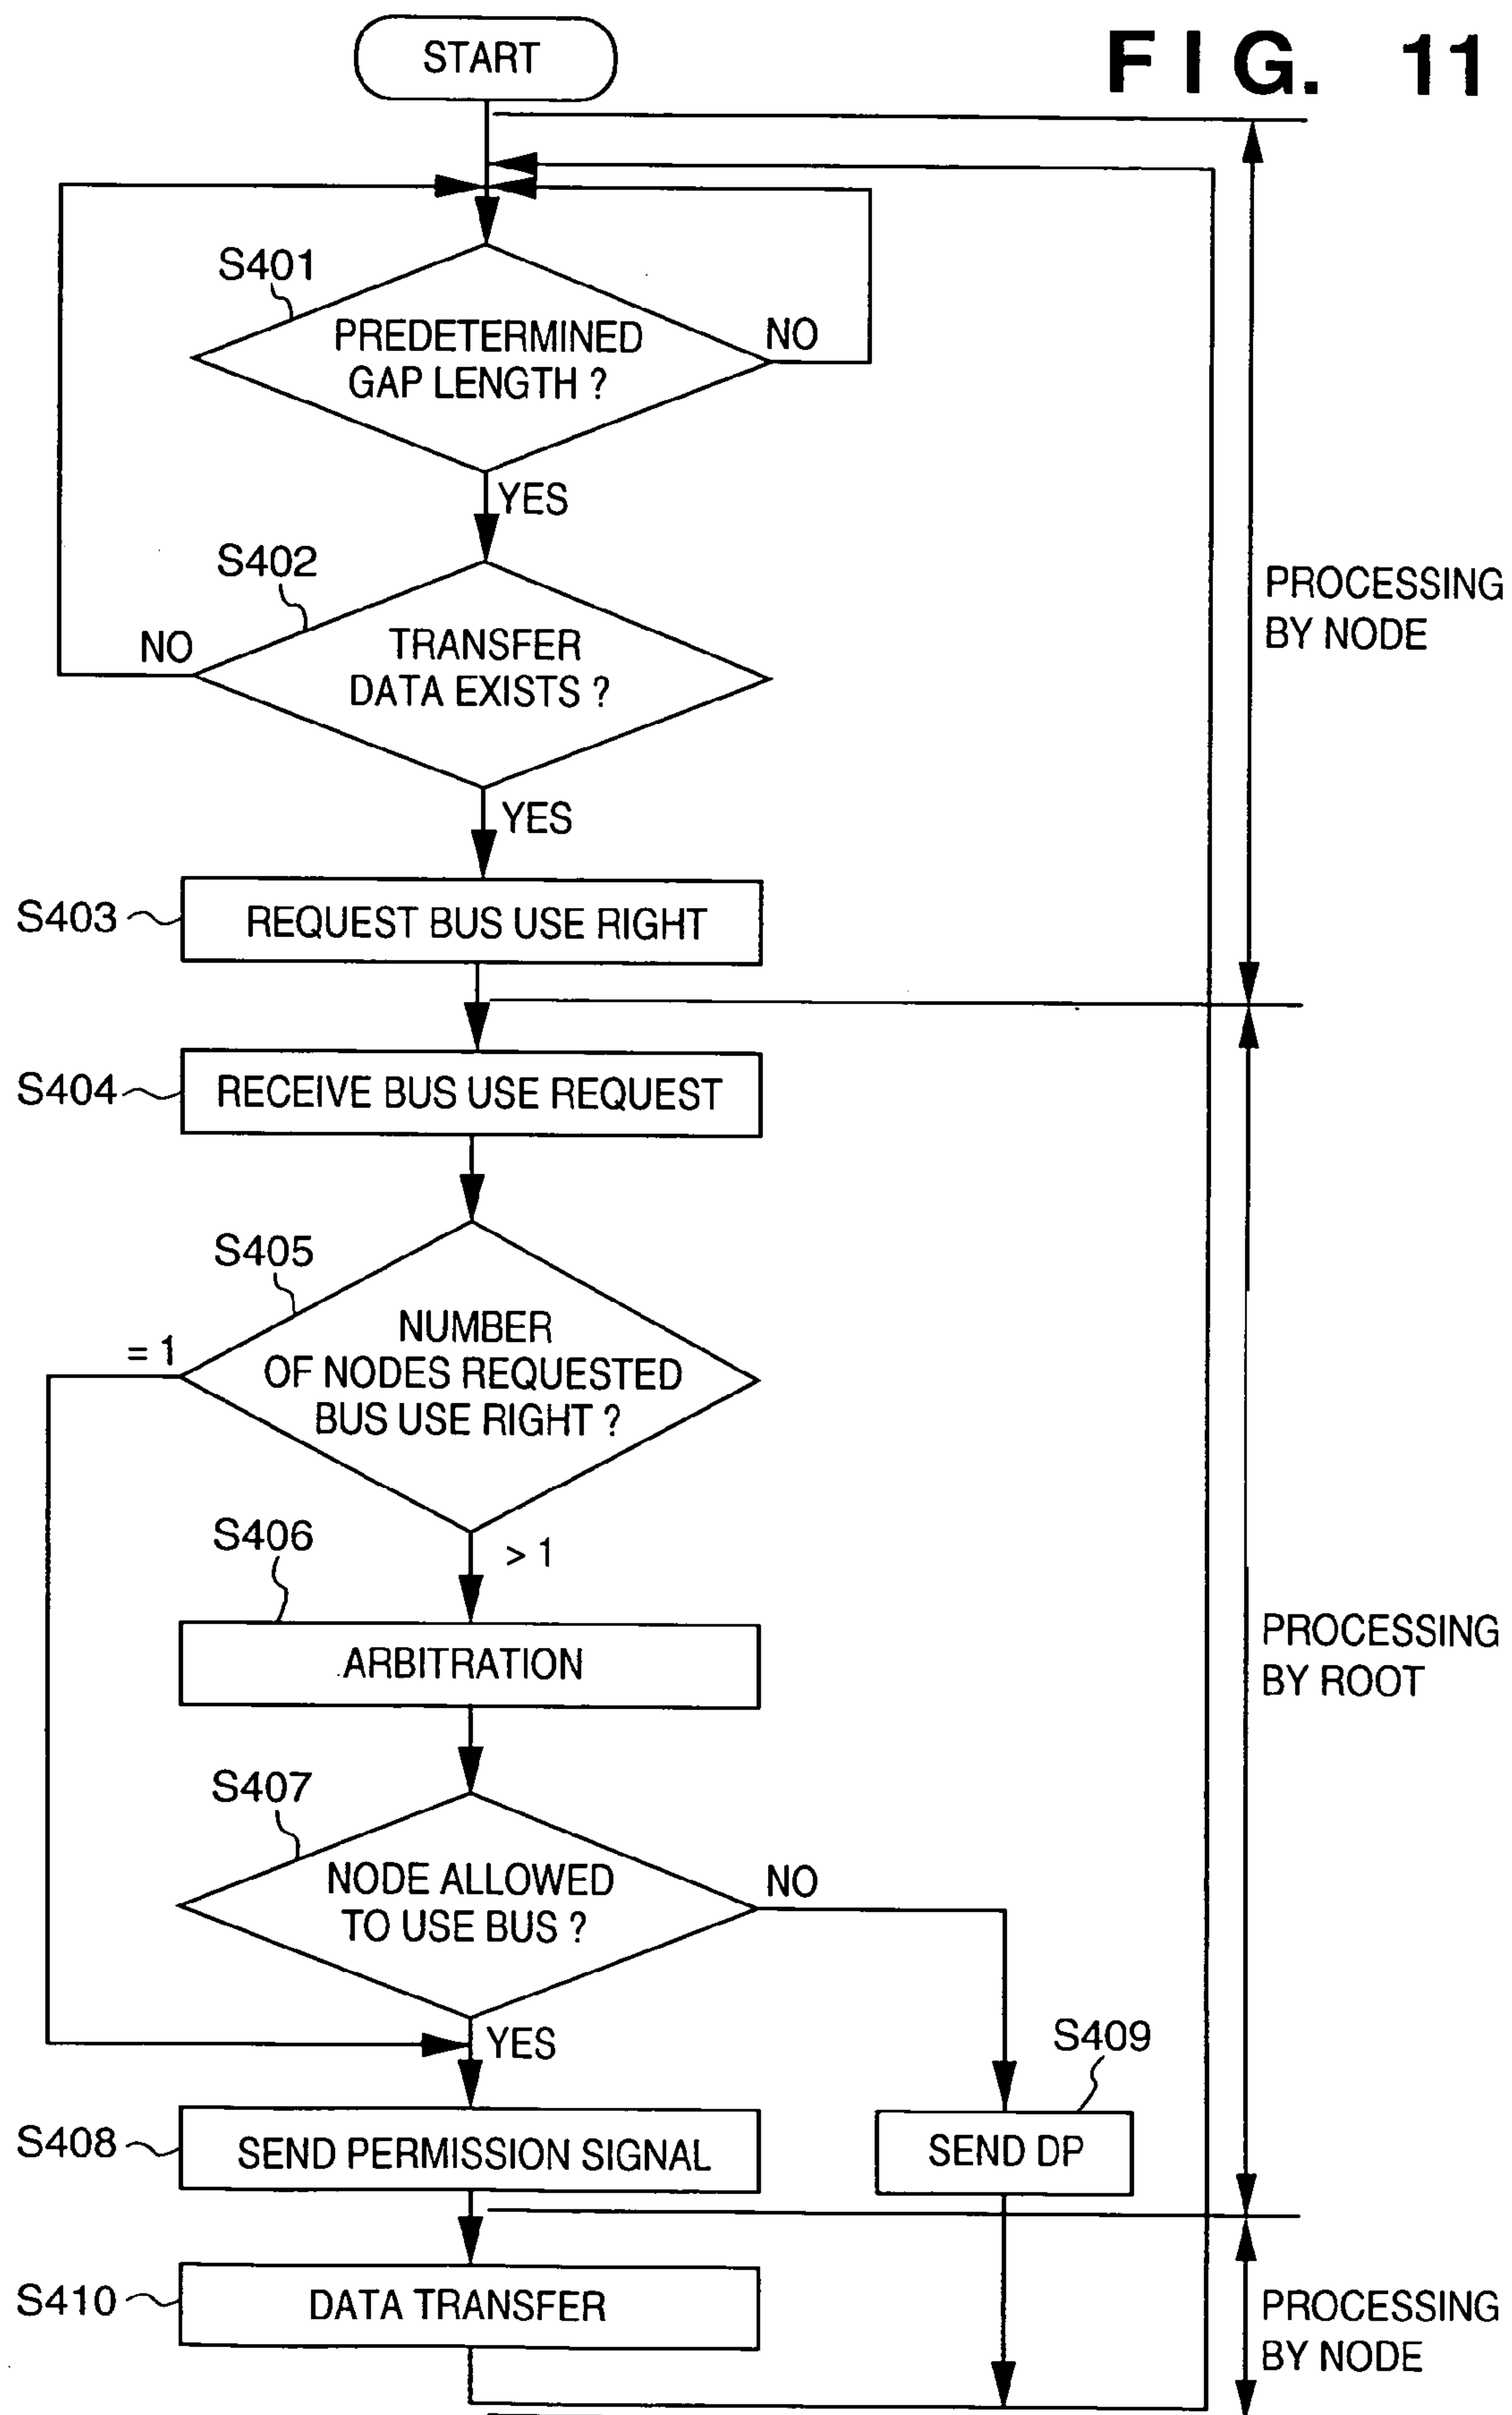 FIG. 11
START
S401
PREDETERMINED
GAP LENGTH ?
NO
YES
S402
TRANSFER
DATA EXISTS ?
NO
YES
PROCESSING
BY NODE
S403
REQUEST BUS USE RIGHT
S404
RECEIVE BUS USE REQUEST
S405
NUMBER
OF NODES REQUESTED
BUS USE RIGHT ?
= 1
> 1
S406
ARBITRATION
PROCESSING
BY ROOT
S407
NODE ALLOWED
TO USE BUS ?
NO
YES
S408
SEND PERMISSION SIGNAL
S409
SEND DP
S410
DATA TRANSFER
PROCESSING
BY NODE